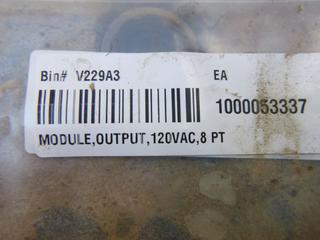 Bin# V229A3 EA
1000053337
MODULE,OUTPUT,120VAC,8 PT